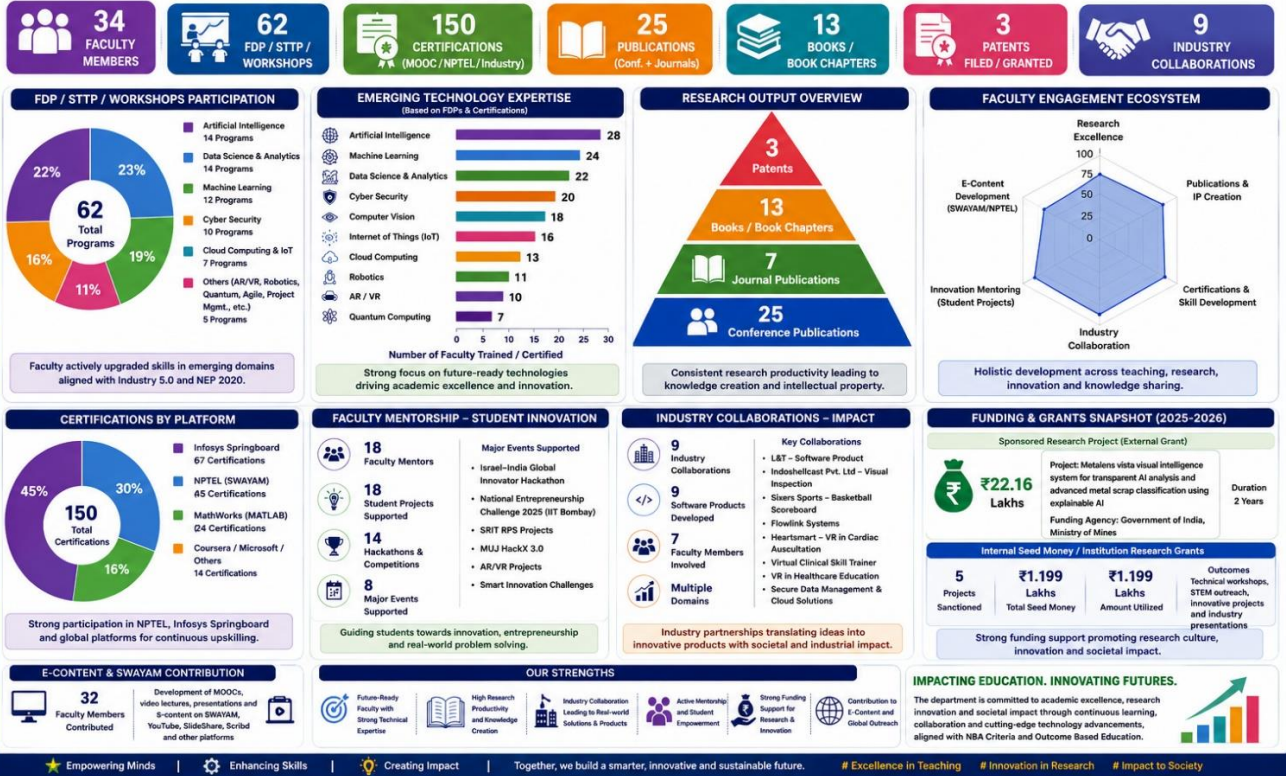 34
FACULTY
MEMBERS
62
FDP / STTP /
WORKSHOPS
150
CERTIFICATIONS
(MOOC/NPTEL/Industry)
25
PUBLICATIONS
(Conf. + Journals)
13
BOOKS /
BOOK CHAPTERS
3
PATENTS
FILED / GRANTED
9
INDUSTRY
COLLABORATIONS
FDP / STTP / WORKSHOPS PARTICIPATION
22%
23%
19%
11%
16%
62
Total
Programs
Artificial Intelligence
14 Programs
Data Science & Analytics
14 Programs
Machine Learning
12 Programs
Cyber Security
10 Programs
Cloud Computing & IoT
7 Programs
Others (AR/VR, Robotics,
Quantum, Agile, Project
Mgmt., etc.)
5 Programs
Faculty actively upgraded skills in emerging domains
aligned with Industry 5.0 and NEP 2020.
EMERGING TECHNOLOGY EXPERTISE
(Based on FDPs & Certifications)
Artificial Intelligence 28
Machine Learning 24
Data Science & Analytics 22
Cyber Security 20
Computer Vision 18
Internet of Things (IoT) 16
Cloud Computing 13
Robotics 11
AR / VR 10
Quantum Computing 7
0 5 10 15 20 25 30
Number of Faculty Trained / Certified
Strong focus on future-ready technologies
driving academic excellence and innovation.
RESEARCH OUTPUT OVERVIEW
3
Patents
13
Books / Book Chapters
7
Journal Publications
25
Conference Publications
Consistent research productivity leading to
knowledge creation and intellectual property.
FACULTY ENGAGEMENT ECOSYSTEM
Research
Excellence
100
75
50
25
0
Publications &
IP Creation
Certifications &
Skill Development
Industry
Collaboration
Innovation Mentoring
(Student Projects)
E-Content
Development
(SWAYAM/NPTEL)
Holistic development across teaching, research,
innovation and knowledge sharing.
CERTIFICATIONS BY PLATFORM
45%
30%
16%
150
Total
Certifications
Infosys Springboard
67 Certifications
NPTEL (SWAYAM)
45 Certifications
MathWorks (MATLAB)
24 Certifications
Coursera / Microsoft /
Others
14 Certifications
Strong participation in NPTEL, Infosys Springboard
and global platforms for continuous upskilling.
FACULTY MENTORSHIP – STUDENT INNOVATION
18
Faculty Mentors
18
Student Projects
Supported
14
Hackathons &
Competitions
8
Major Events
Supported
Major Events Supported
• Israel–India Global
Innovator Hackathon
• National Entrepreneurship
Challenge 2025 (IIT Bombay)
• SRIT RPS Projects
• MUJ HackX 3.0
• AR/VR Projects
• Smart Innovation Challenges
Guiding students towards innovation, entrepreneurship
and real-world problem solving.
INDUSTRY COLLABORATIONS – IMPACT
9
Industry
Collaborations
9
Software Products
Developed
7
Faculty Members
Involved
Multiple
Domains
Key Collaborations
• L&T – Software Product
• Indoshellcast Pvt. Ltd – Visual
Inspection
• Sixers Sports – Basketball
Scoreboard
• Flowlink Systems
• Heartsmart – VR in Cardiac
Auscultation
• Virtual Clinical Skill Trainer
• VR in Healthcare Education
• Secure Data Management &
Cloud Solutions
Industry partnerships translating ideas into
innovative products with societal and industrial impact.
FUNDING & GRANTS SNAPSHOT (2025-2026)
Sponsored Research Project (External Grant)
₹22.16
Lakhs
Project: Metalens vista visual intelligence
system for transparent AI analysis and
advanced metal scrap classification using
explainable AI
Funding Agency: Government of India,
Ministry of Mines
Duration
2 Years
Internal Seed Money / Institution Research Grants
5
Projects
Sanctioned
₹1.199
Lakhs
Total Seed Money
₹1.199
Lakhs
Amount Utilized
Outcomes
Technical workshops,
STEM outreach,
innovative projects
and industry
presentations
Strong funding support promoting research culture,
innovation and societal impact.
E-CONTENT & SWAYAM CONTRIBUTION
32
Faculty Members
Contributed
Development of MOOCs,
video lectures, presentations and
S-content on SWAYAM,
YouTube, SlideShare, Scribd
and other platforms
OUR STRENGTHS
Future-Ready
Faculty with
Strong Technical
Expertise
High Research
Productivity
and Knowledge
Creation
Industry Collaboration
Leading to Real-world
Solutions & Products
Active Mentorship
and Student
Empowerment
Strong Funding
Support for
Research &
Innovation
Contribution to
E-Content and
Global Outreach
IMPACTING EDUCATION. INNOVATING FUTURES.
The department is committed to academic excellence, research
innovation and societal impact through continuous learning,
collaboration and cutting-edge technology advancements,
aligned with NBA Criteria and Outcome Based Education.
Empowering Minds | Enhancing Skills | Creating Impact | Together, we build a smarter, innovative and sustainable future. # Excellence in Teaching # Innovation in Research # Impact to Society